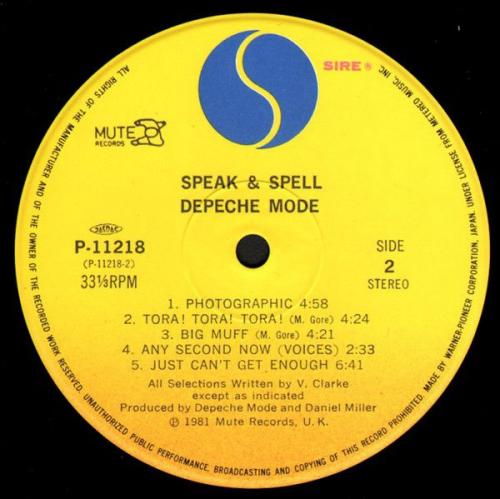 SIRE®
MUTE
RECORDS
SPEAK & SPELL
DEPECHE MODE
P-11218
(P-11218-2)
33⅓RPM
SIDE
2
STEREO
1. PHOTOGRAPHIC 4:58
2. TORA! TORA! TORA! (M. Gore) 4:24
3. BIG MUFF (M. Gore) 4:21
4. ANY SECOND NOW (VOICES) 2:33
5. JUST CAN'T GET ENOUGH 6:41
All Selections Written by V. Clarke
except as indicated
Produced by Depeche Mode and Daniel Miller
℗ 1981 Mute Records, U. K.
ALL RIGHTS OF THE MANUFACTURER AND OF THE OWNER OF THE RECORDED WORK RESERVED. UNAUTHORIZED PUBLIC PERFORMANCE, BROADCASTING AND COPYING OF THIS RECORD PROHIBITED. MADE BY WARNER-PIONEER CORPORATION, JAPAN. UNDER LICENSE FROM METERED MUSIC, INC.